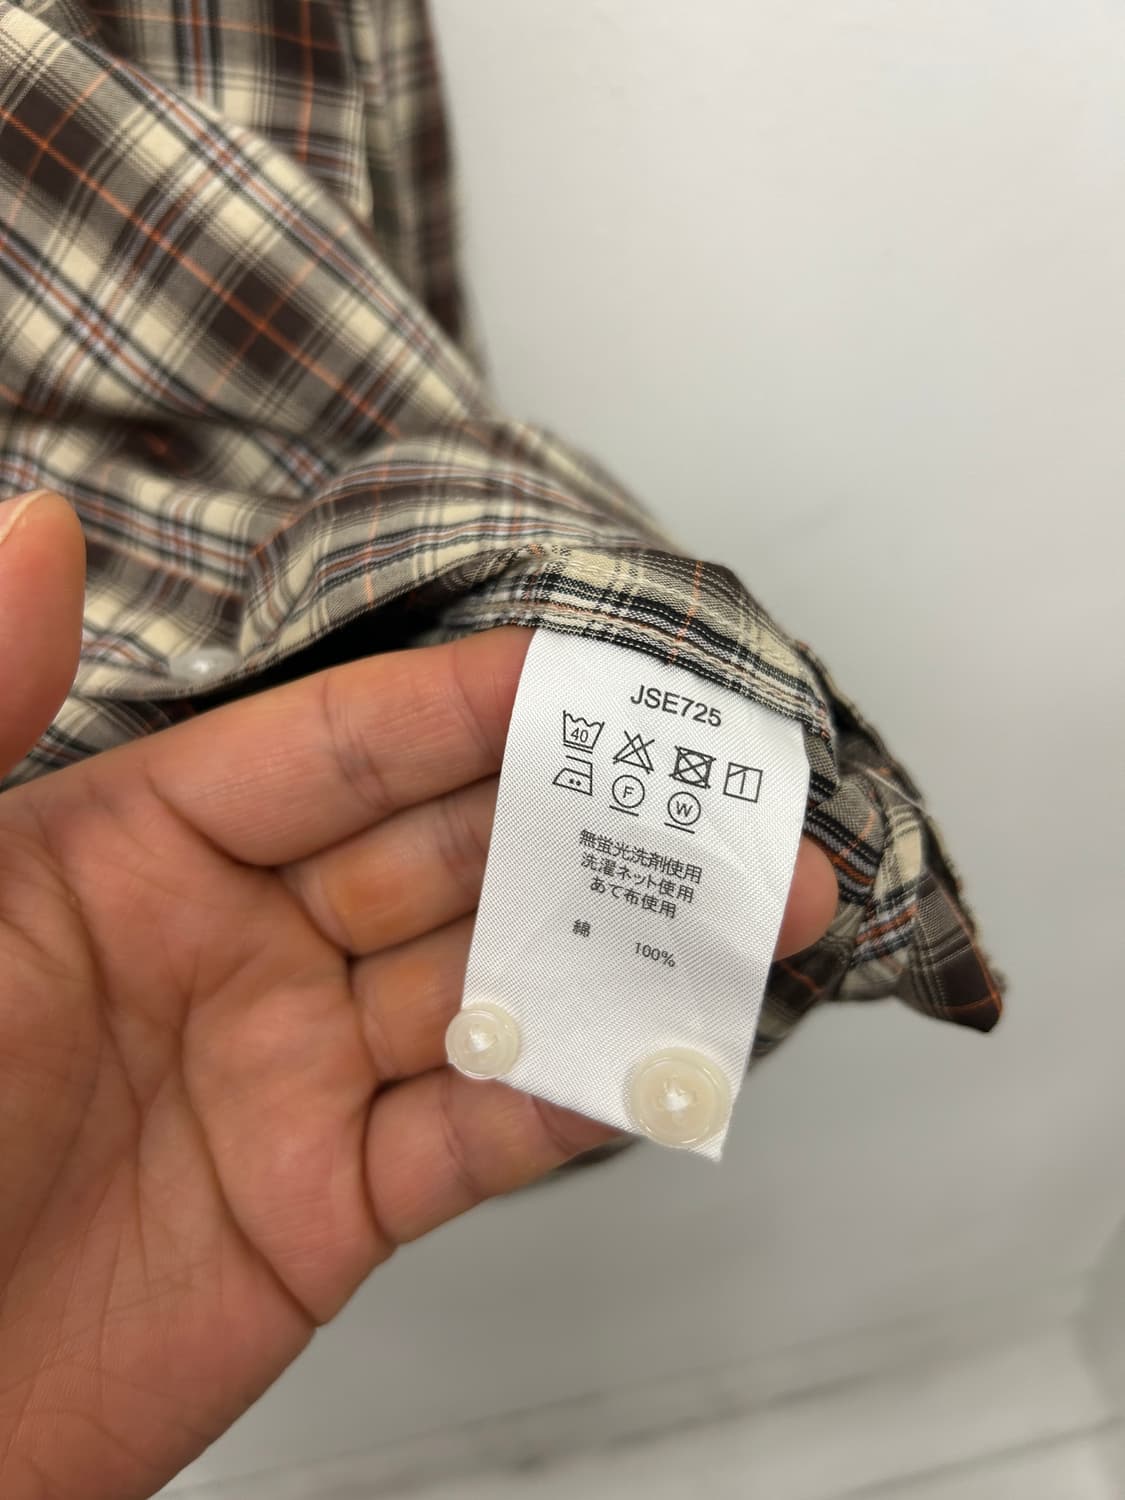 JSE725
40
F W
無蛍光洗剤使用
洗濯ネット使用
あて布使用
綿 100%